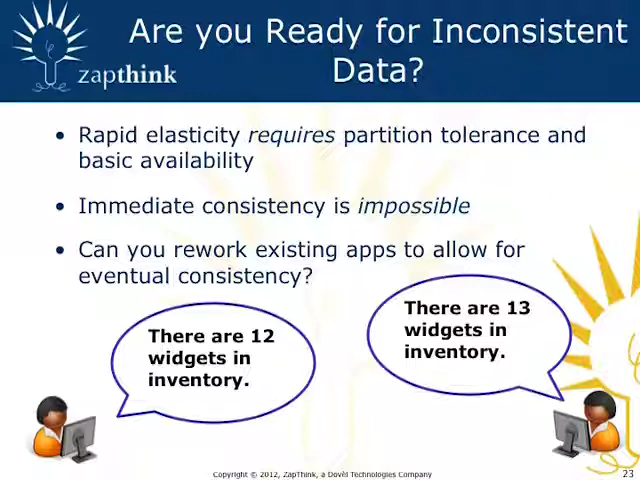 Are you Ready for Inconsistent
Data?
zapthink
• Rapid elasticity requires partition tolerance and
basic availability
• Immediate consistency is impossible
• Can you rework existing apps to allow for
eventual consistency?
There are 12
widgets in
inventory.
There are 13
widgets in
inventory.
Copyright © 2012, ZapThink, a Dovèl Technologies Company
23